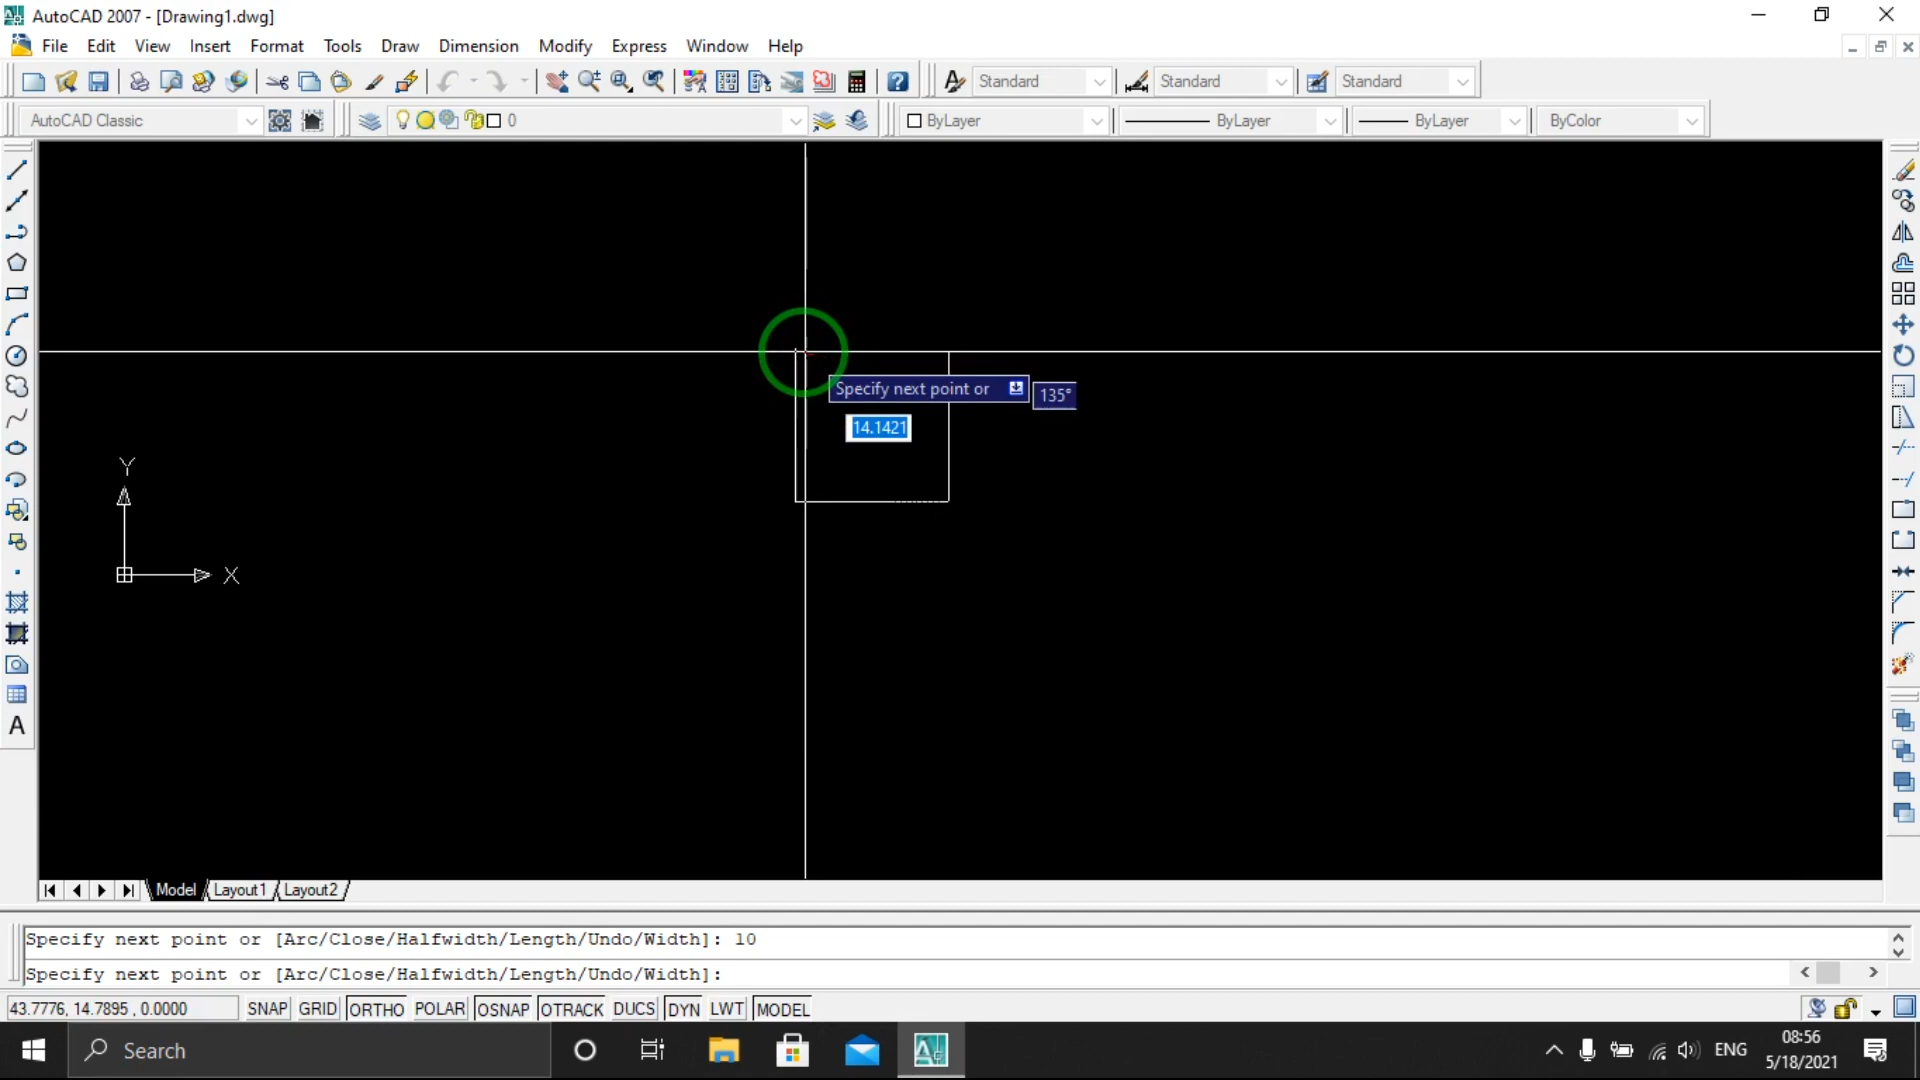 AutoCAD 2007 - [Drawing1.dwg]
File Edit View Insert Format Tools Draw Dimension Modify Express Window Help
Standard Standard Standard
AutoCAD Classic 0 ByLayer ByLayer ByLayer ByColor
A
Specify next point or 135°
14.1421
Y
X
Model Layout1 Layout2
Specify next point or [Arc/Close/Halfwidth/Length/Undo/Width]: 10
Specify next point or [Arc/Close/Halfwidth/Length/Undo/Width]:
43.7776, 14.7895 , 0.0000 SNAP GRID ORTHO POLAR OSNAP OTRACK DUCS DYN LWT MODEL
Search ENG 08:56
5/18/2021